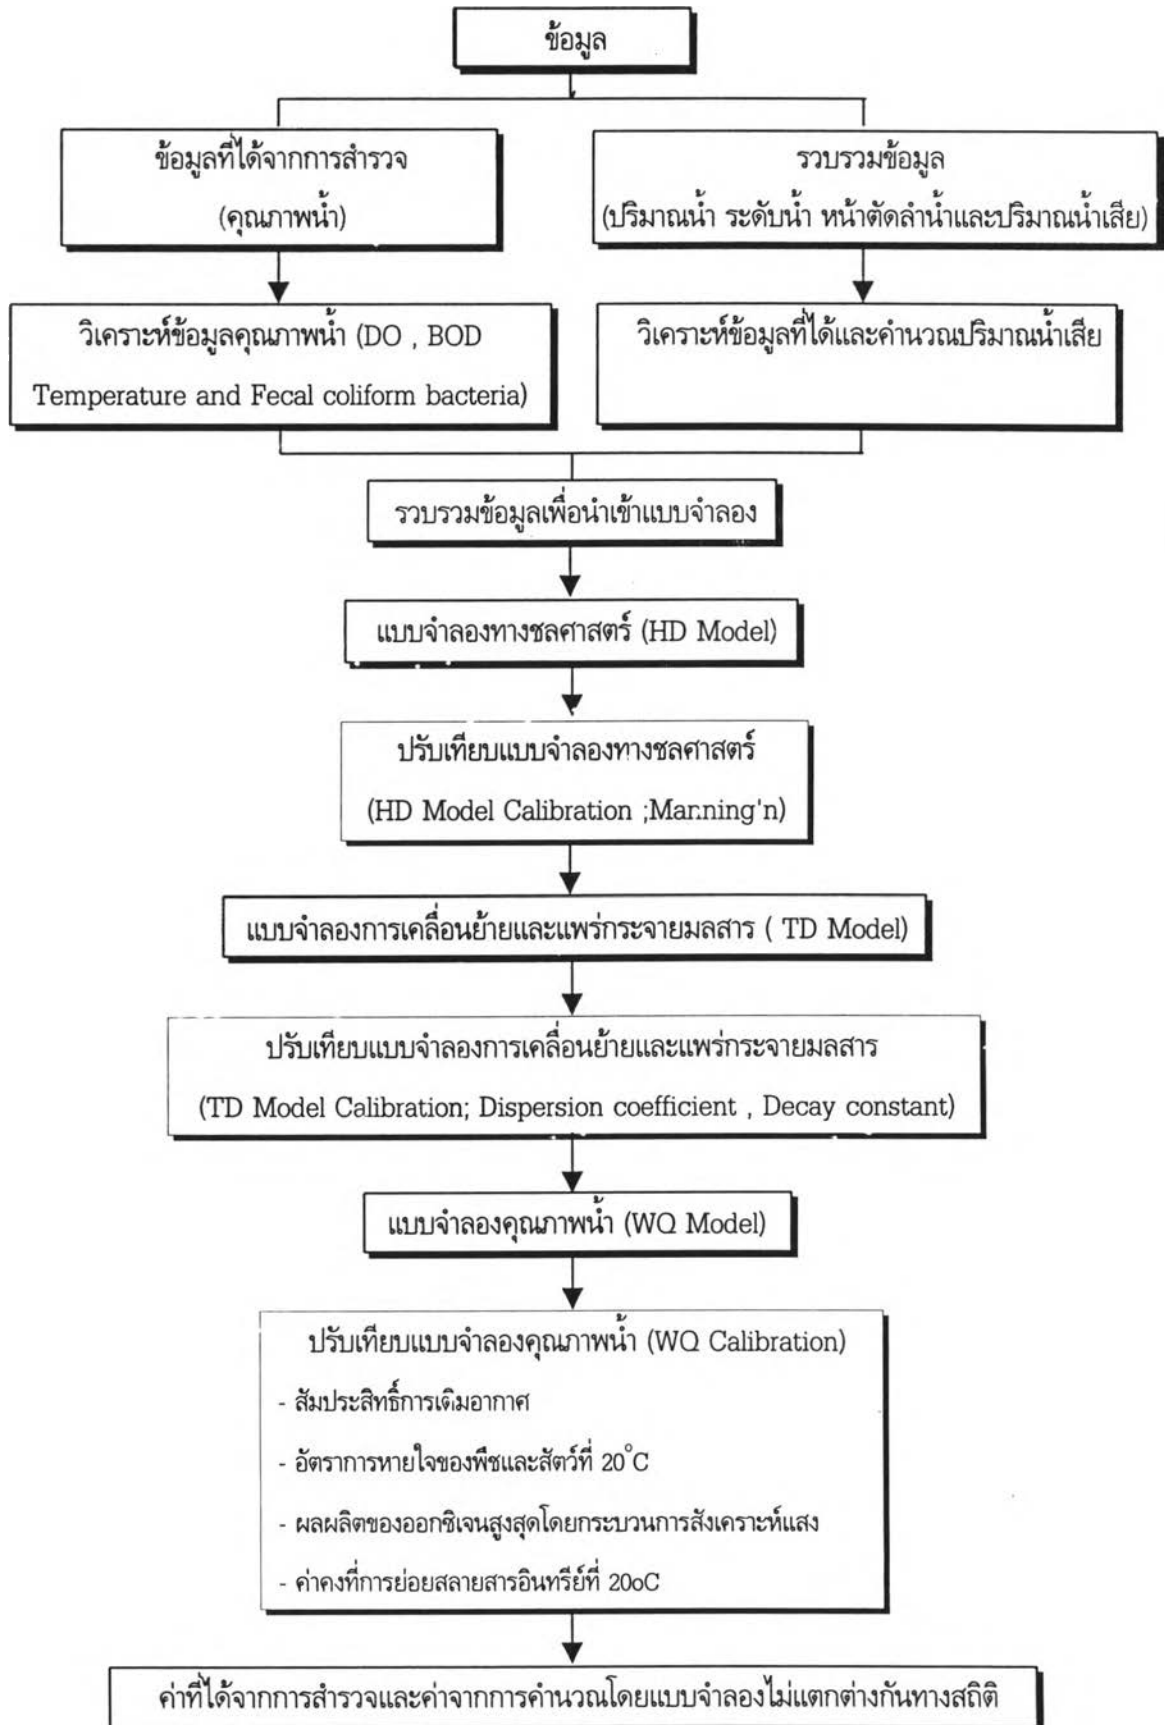 ข้อมูล
ข้อมูลที่ได้จากการสำรวจ
(คุณภาพน้ำ)
รวบรวมข้อมูล
(ปริมาณน้ำ ระดับน้ำ หน้าตัดลำน้ำและปริมาณน้ำเสีย)
วิเคราะห์ข้อมูลคุณภาพน้ำ (DO , BOD
Temperature and Fecal coliform bacteria)
วิเคราะห์ข้อมูลที่ได้และคำนวณปริมาณน้ำเสีย
รวบรวมข้อมูลเพื่อนำเข้าแบบจำลอง
แบบจำลองทางชลศาสตร์ (HD Model)
ปรับเทียบแบบจำลองทางชลศาสตร์
(HD Model Calibration ;Manning'n)
แบบจำลองการเคลื่อนย้ายและแพร่กระจายมลสาร ( TD Model)
ปรับเทียบแบบจำลองการเคลื่อนย้ายและแพร่กระจายมลสาร
(TD Model Calibration; Dispersion coefficient , Decay constant)
แบบจำลองคุณภาพน้ำ (WQ Model)
ปรับเทียบแบบจำลองคุณภาพน้ำ (WQ Calibration)
- สัมประสิทธิ์การเติมอากาศ
- อัตราการหายใจของพืชและสัตว์ที่ 20°C
- ผลผลิตของออกซิเจนสูงสุดโดยกระบวนการสังเคราะห์แสง
- ค่าคงที่การย่อยสลายสารอินทรีย์ที่ 20oC
ค่าที่ได้จากการสำรวจและค่าจากการคำนวณโดยแบบจำลองไม่แตกต่างกันทางสถิติ